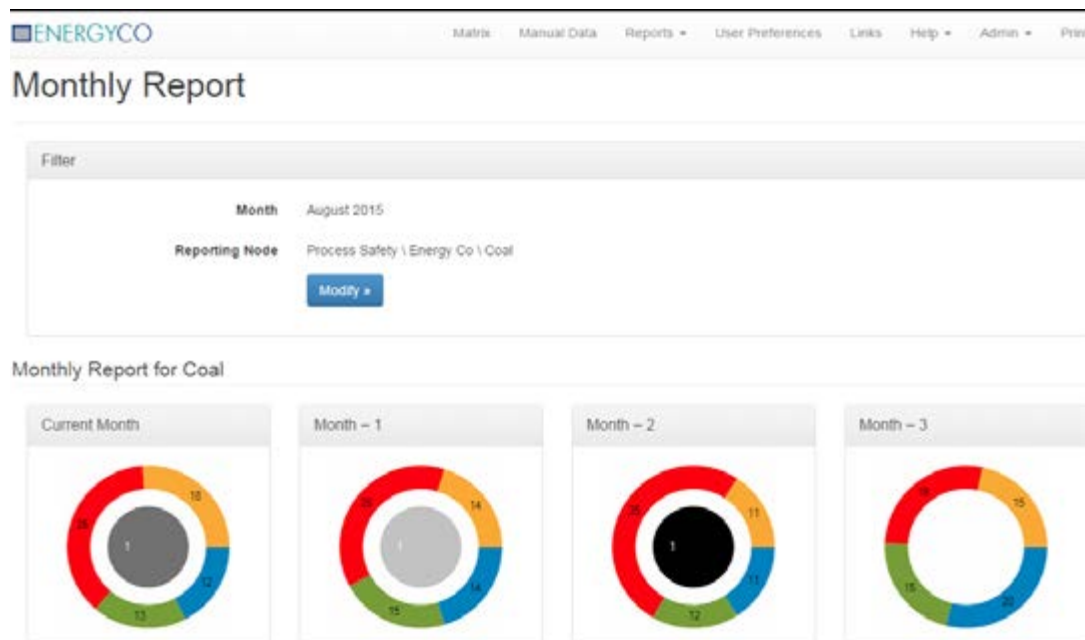 ENERGYCO
Matrix Manual Data Reports User Preferences Links Help Admin
Monthly Report
Filter
Month August 2015
Reporting Node Process Safety \ Energy Co \ Coal
Modify »
Monthly Report for Coal
Current Month Month – 1 Month – 2 Month – 3
18 14 15
11
1 1 1
12 14 11 15 20
13 15 12